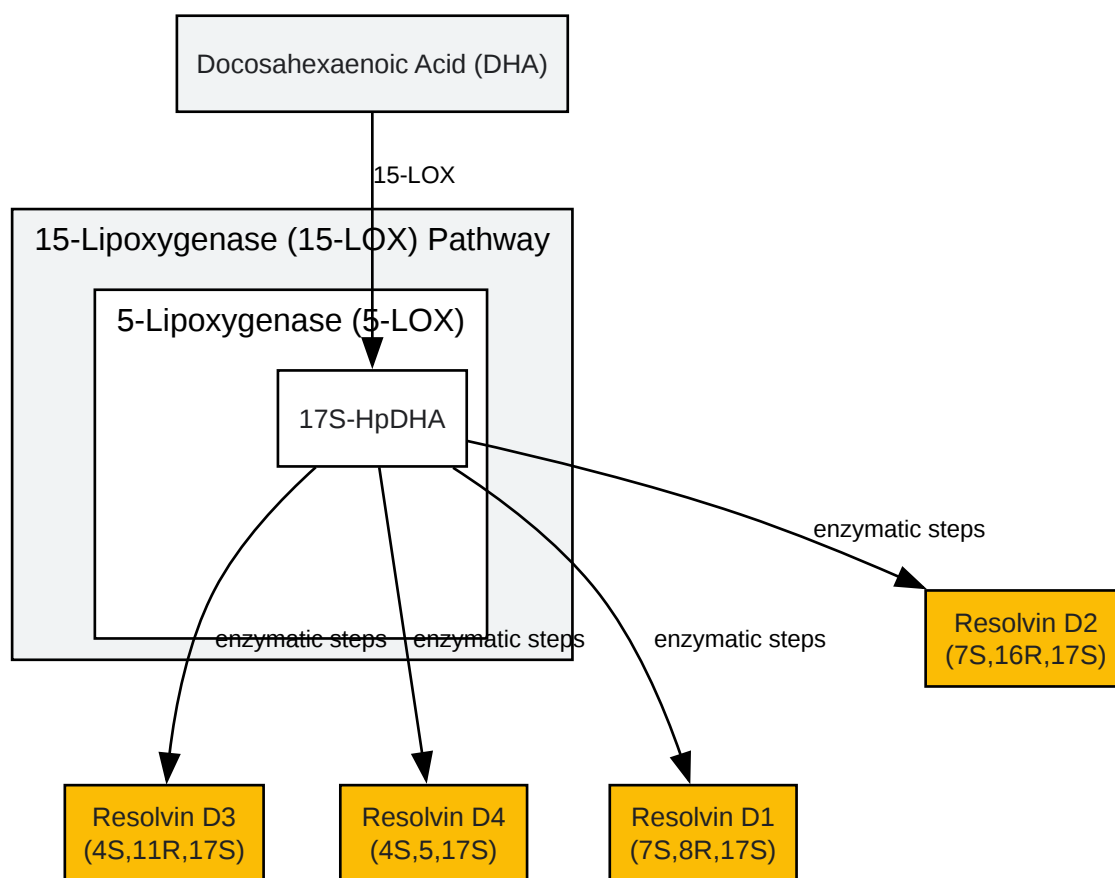 Docosahexaenoic Acid (DHA)
15-LOX
15-Lipoxygenase (15-LOX) Pathway
5-Lipoxygenase (5-LOX)
17S-HpDHA
enzymatic steps
Resolvin D2
(7S,16R,17S)
enzymatic steps
enzymatic steps
enzymatic steps
Resolvin D3
(4S,11R,17S)
Resolvin D4
(4S,5,17S)
Resolvin D1
(7S,8R,17S)